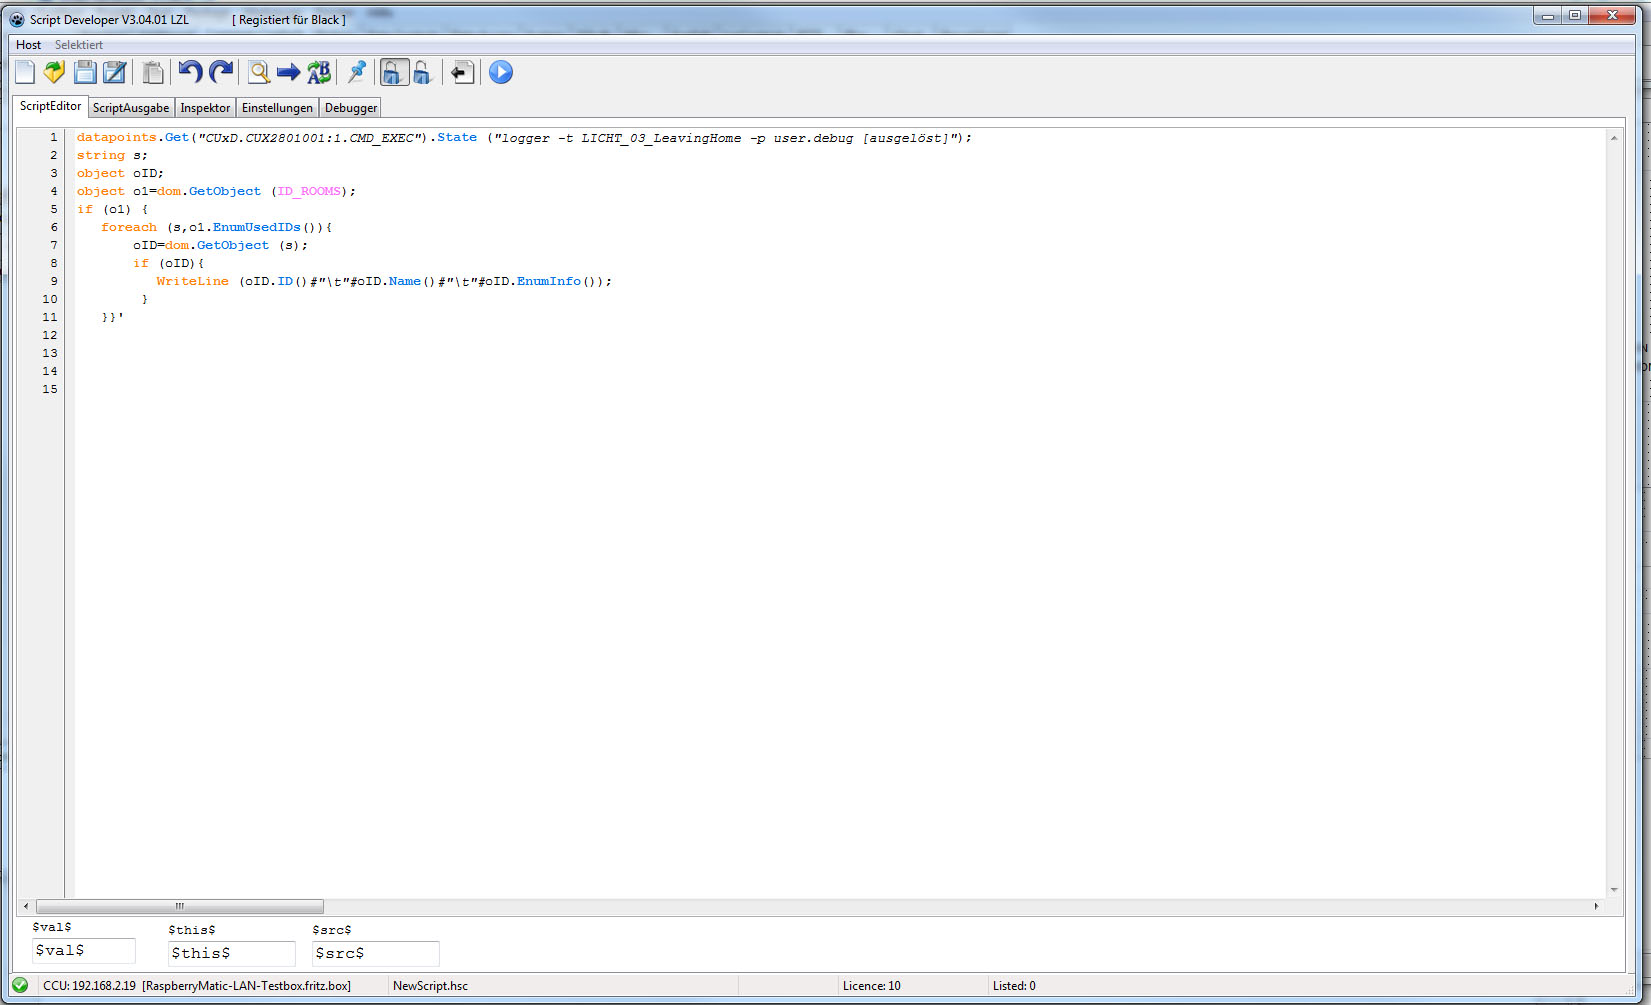 Script Developer V3.04.01 LZL [ Registiert für Black ]
Host Selektiert
ScriptEditor ScriptAusgabe Inspektor Einstellungen Debugger
1 datapoints.Get("CUxD.CUX2801001:1.CMD_EXEC").State ("logger -t LICHT_03_LeavingHome -p user.debug [ausgelöst]");
2 string s;
3 object oID;
4 object o1=dom.GetObject (ID_ROOMS);
5 if (o1) {
6 foreach (s,o1.EnumUsedIDs()){
7 oID=dom.GetObject (s);
8 if (oID){
9 WriteLine (oID.ID()#"\t"#oID.Name()#"\t"#oID.EnumInfo());
10 }
11 }}'
12
13
14
15
$val$ $this$ $src$
$val$ $this$ $src$
CCU: 192.168.2.19 [RaspberryMatic-LAN-Testbox.fritz.box] NewScript.hsc Licence: 10 Listed: 0